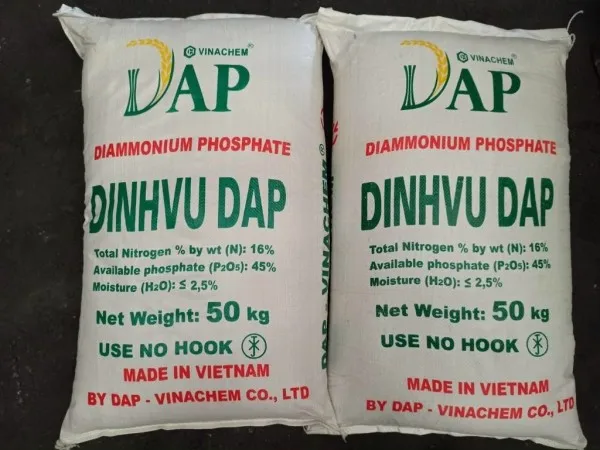 VINACHEM®
DAP
DIAMMONIUM PHOSPHATE
DINHVU DAP
Total Nitrogen % by wt (N): 16%
Available phosphate (P₂O₅): 45%
Moisture (H₂O): ≤ 2,5%
Net Weight: 50 kg
USE NO HOOK
MADE IN VIETNAM
BY DAP - VINACHEM CO., LTD
DAP - VINACHEM®
VINACHEM®
DAP
DIAMMONIUM PHOSPHATE
DINHVU DAP
Total Nitrogen % by wt (N): 16%
Available phosphate (P₂O₅): 45%
Moisture (H₂O): ≤ 2,5%
Net Weight: 50 kg
USE NO HOOK
MADE IN VIETNAM
BY DAP - VINACHEM CO., LTD